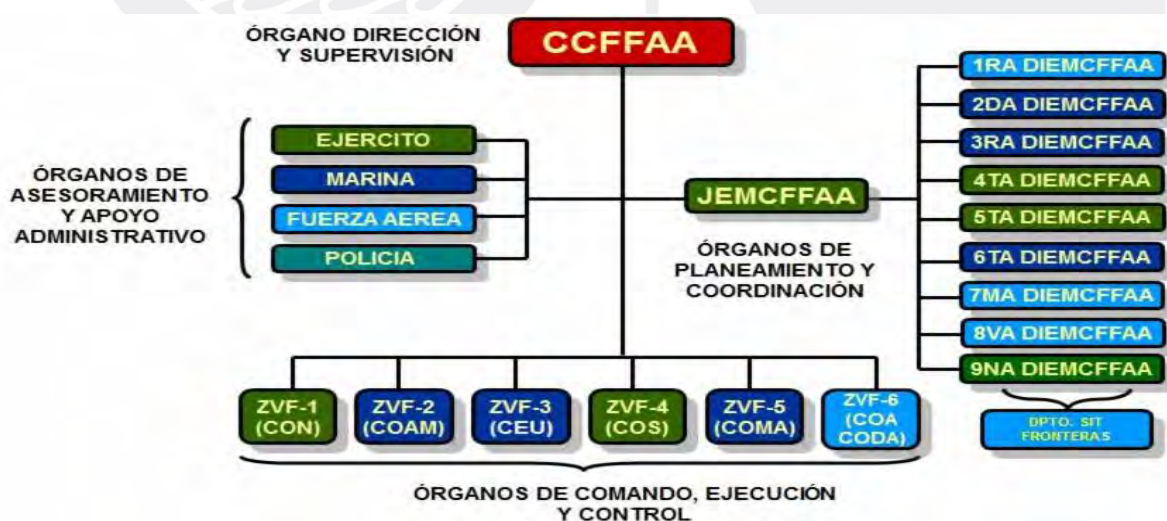 ÓRGANO DIRECCIÓN
Y SUPERVISIÓN
CCFFAA
ÓRGANOS DE
ASESORAMIENTO
Y APOYO
ADMINISTRATIVO
EJERCITO
MARINA
FUERZA AEREA
POLICIA
JEMCFFAA
ÓRGANOS DE
PLANEAMIENTO Y
COORDINACIÓN
1RA DIEMCFFAA
2DA DIEMCFFAA
3RA DIEMCFFAA
4TA DIEMCFFAA
5TA DIEMCFFAA
6TA DIEMCFFAA
7MA DIEMCFFAA
8VA DIEMCFFAA
9NA DIEMCFFAA
DPTO. SIT
FRONTERAS
ZVF-1
(CON)
ZVF-2
(COAM)
ZVF-3
(CEU)
ZVF-4
(COS)
ZVF-5
(COMA)
ZVF-6
(COA
CODA)
ÓRGANOS DE COMANDO, EJECUCIÓN
Y CONTROL